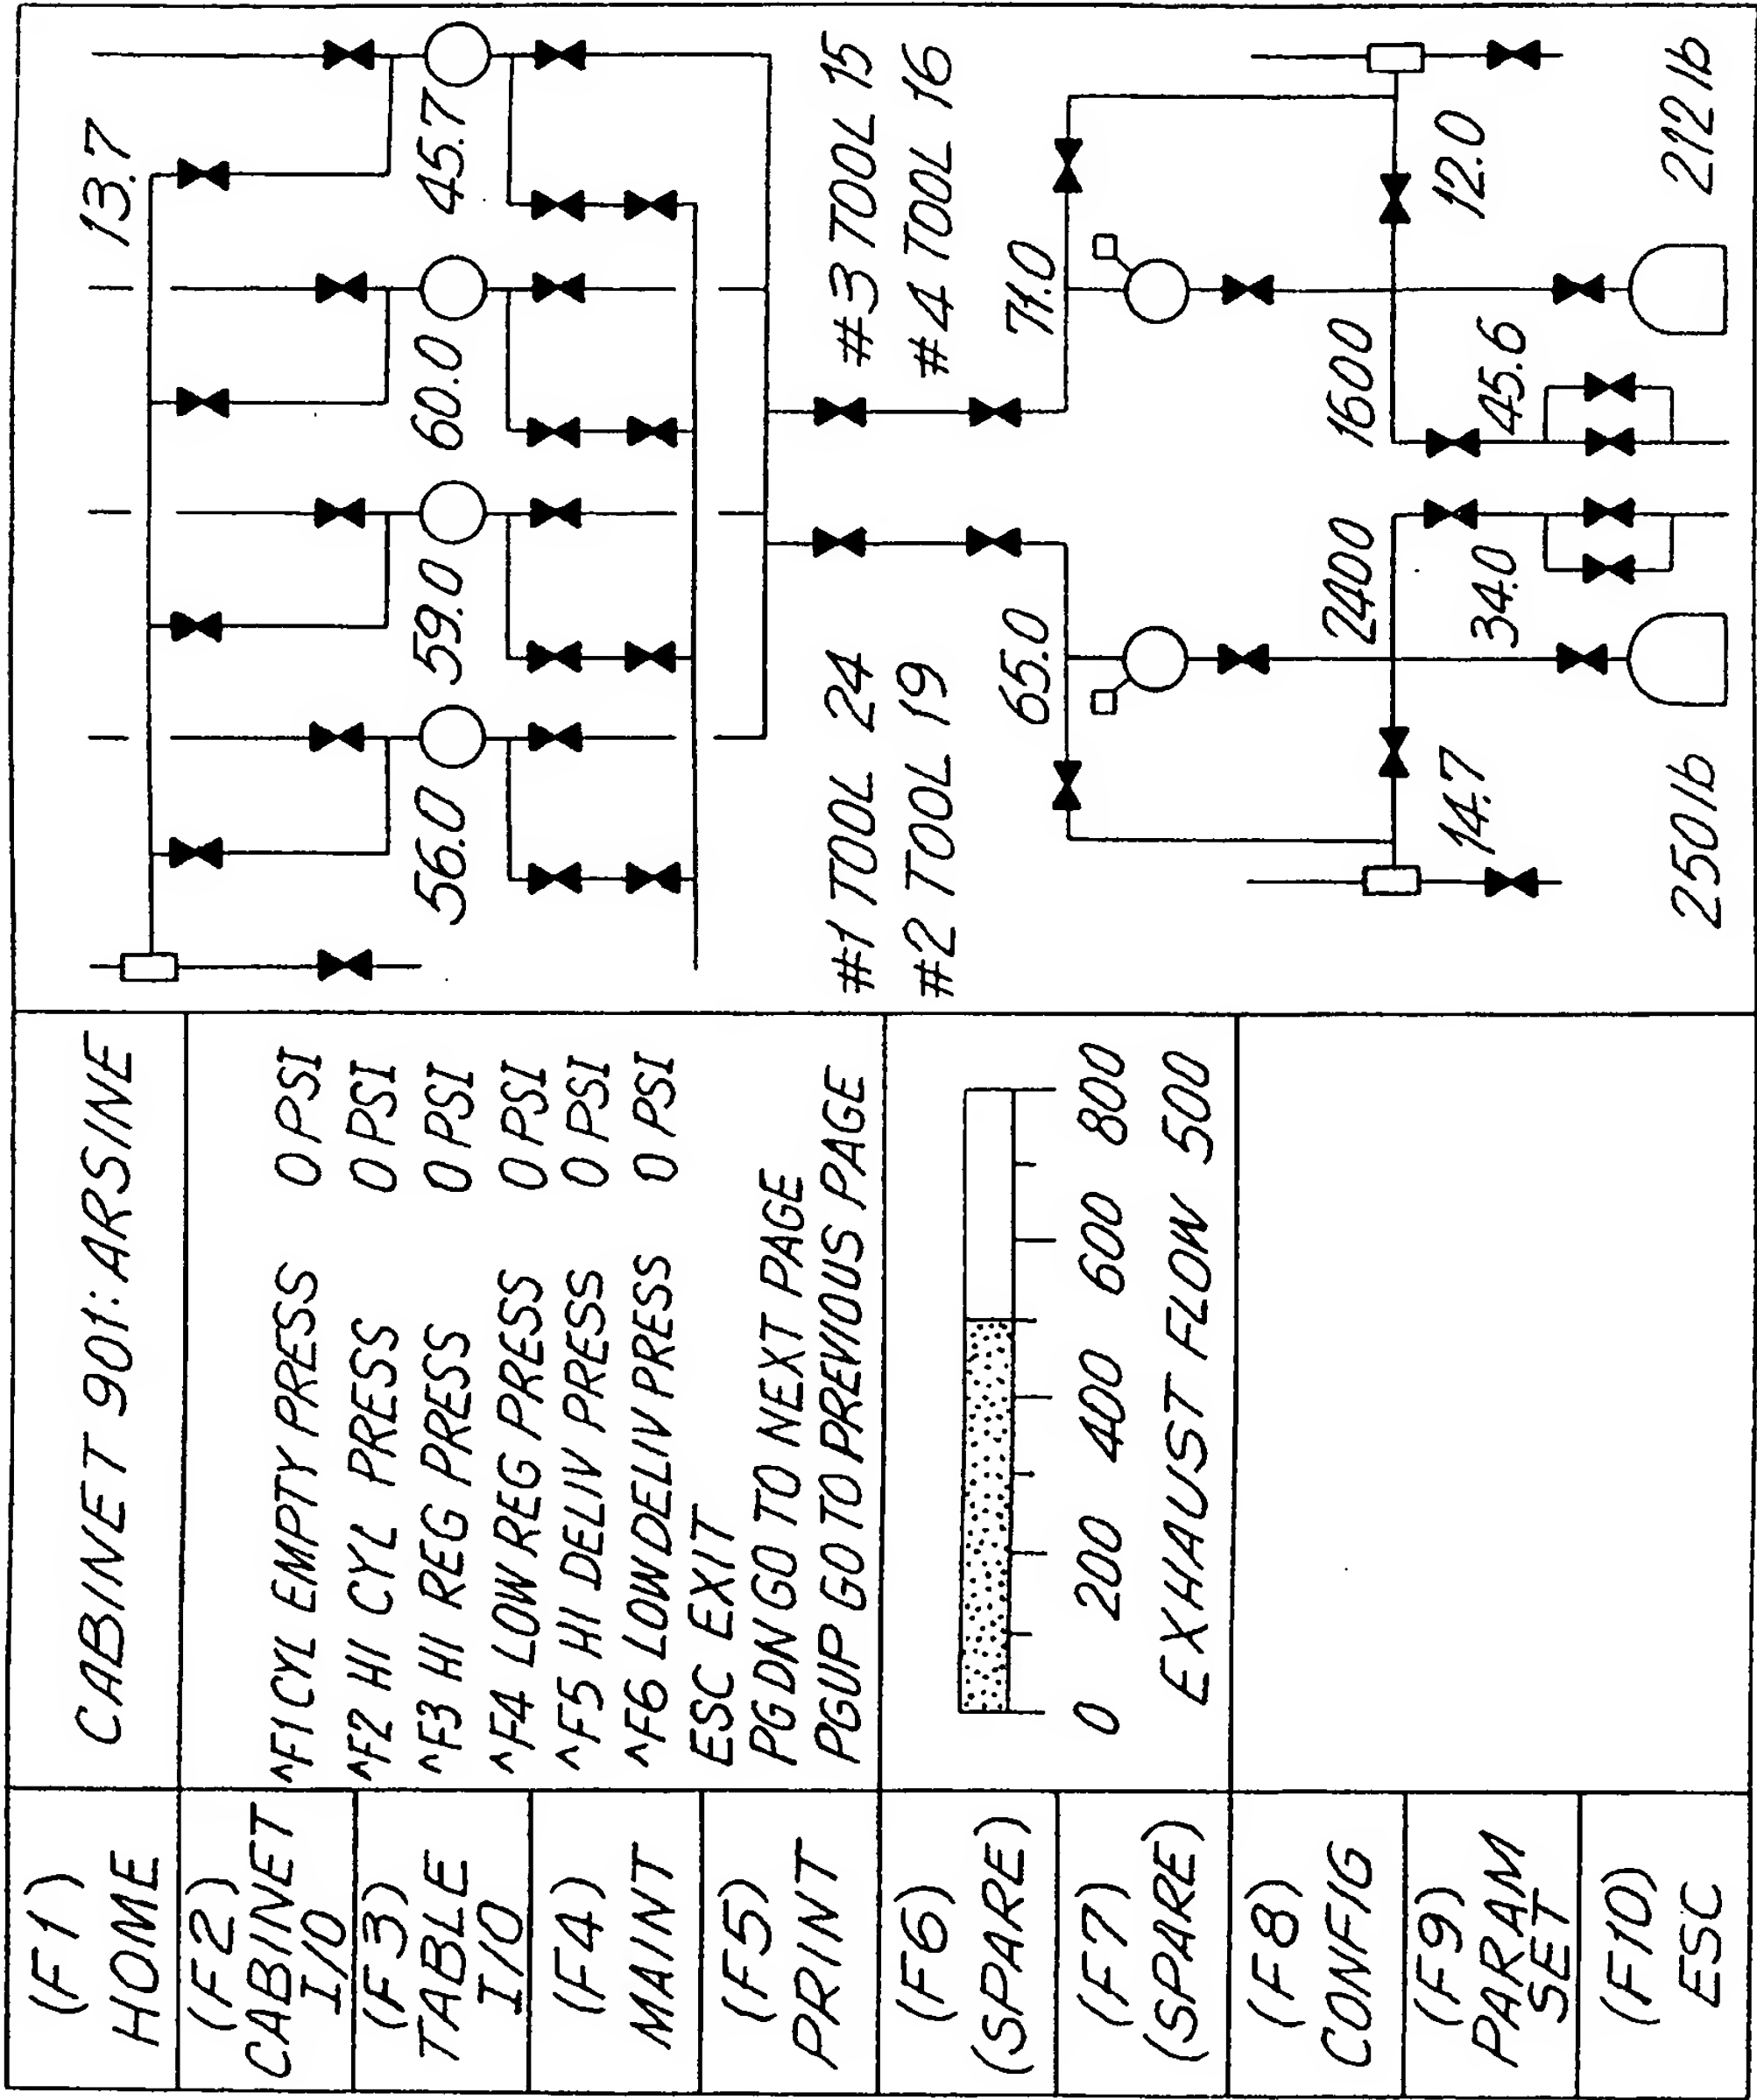 (F1)
HOME
(F2)
CABINET
I/O
(F3)
TABLE
I/O
(F4)
MAINT
(F5)
PRINT
(F6)
(SPARE)
(F7)
(SPARE)
(F8)
CONFIG
(F9)
PARAM
SET
(F10)
ESC
CABINET 901: ARSINE
^F1 CYL EMPTY PRESS 0 PSI
^F2 HI CYL PRESS 0 PSI
^F3 HI REG PRESS 0 PSI
^F4 LOW REG PRESS 0 PSI
^F5 HI DELIV PRESS 0 PSI
^F6 LOW DELIV PRESS 0 PSI
ESC EXIT
PGDN GO TO NEXT PAGE
PGUP GO TO PREVIOUS PAGE
0 200 400 600 800
EXHAUST FLOW 500
13.7
56.0 59.0 60.0 45.7
#1 TOOL 24 #3 TOOL 15
#2 TOOL 19 #4 TOOL 16
65.0 71.0
2400 1600
14.7 34.0 45.6 12.0
250 lb 212 lb